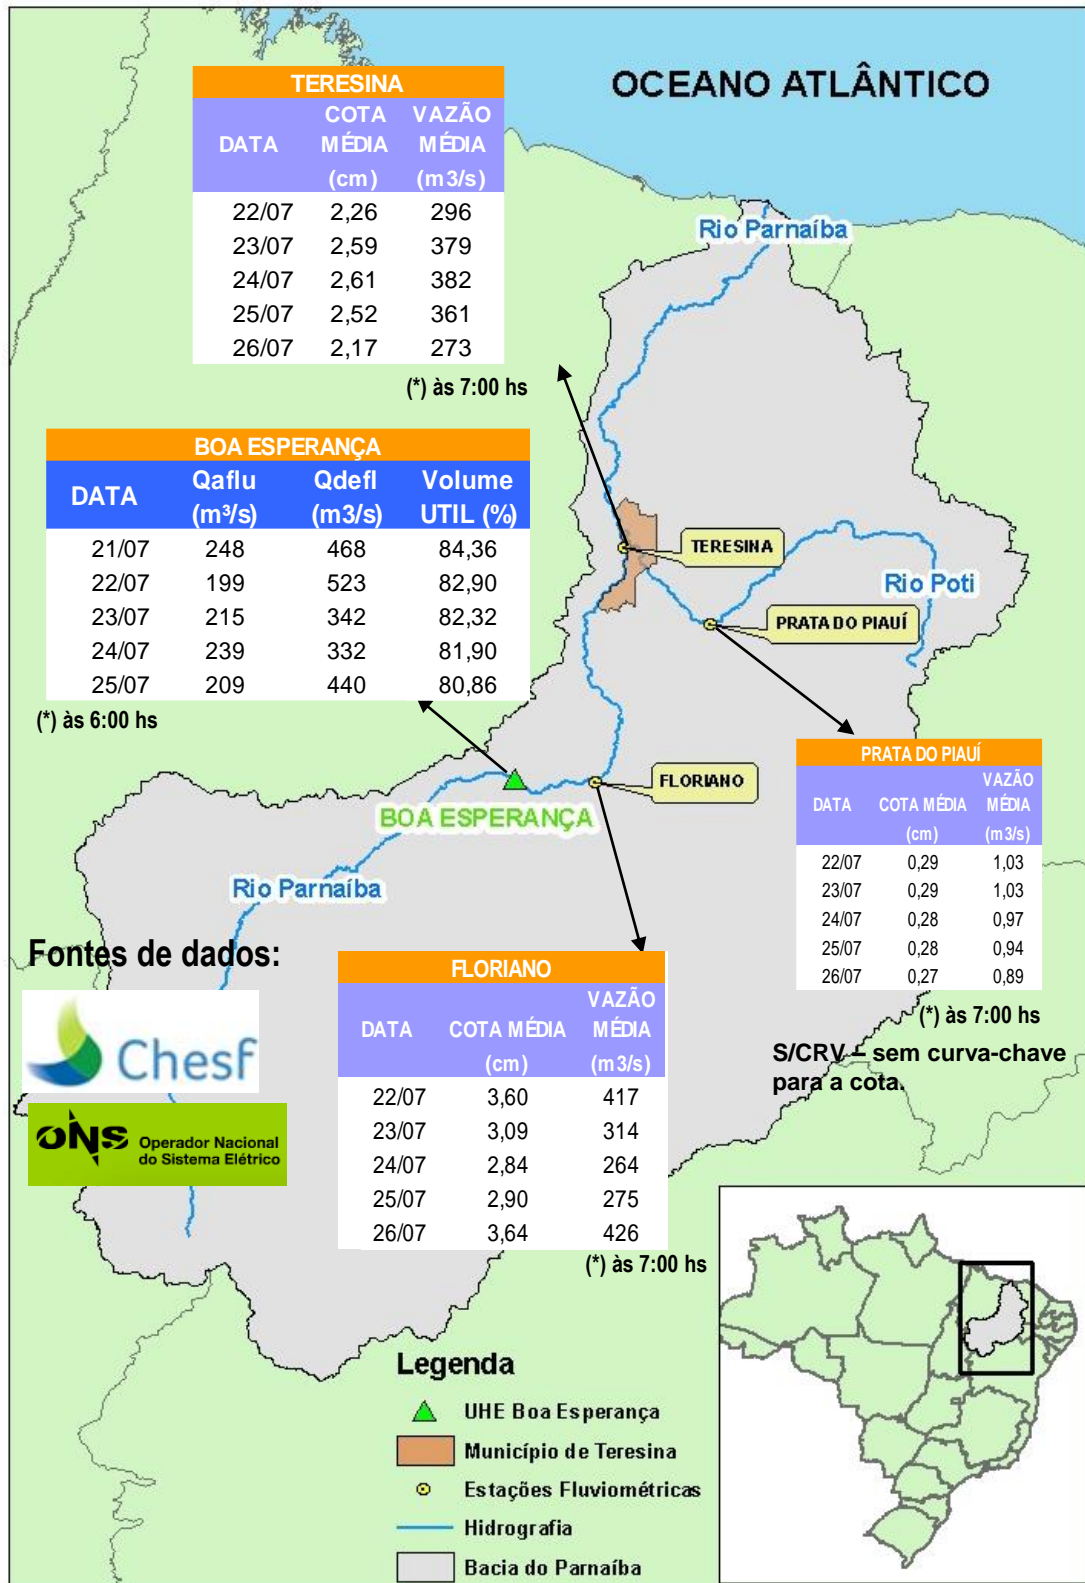 OCEANO ATLÂNTICO
TERESINA
DATA COTA MÉDIA (cm) VAZÃO MÉDIA (m3/s)
22/07 2,26 296
23/07 2,59 379
24/07 2,61 382
25/07 2,52 361
26/07 2,17 273
(*) às 7:00 hs
Rio Parnaíba
BOA ESPERANÇA
DATA Qaflu (m³/s) Qdefl (m3/s) Volume UTIL (%)
21/07 248 468 84,36
22/07 199 523 82,90
23/07 215 342 82,32
24/07 239 332 81,90
25/07 209 440 80,86
(*) às 6:00 hs
TERESINA
Rio Poti
PRATA DO PIAUÍ
FLORIANO
BOA ESPERANÇA
Rio Parnaíba
PRATA DO PIAUÍ
DATA COTA MÉDIA (cm) VAZÃO MÉDIA (m3/s)
22/07 0,29 1,03
23/07 0,29 1,03
24/07 0,28 0,97
25/07 0,28 0,94
26/07 0,27 0,89
(*) às 7:00 hs
S/CRV – sem curva-chave
para a cota.
Fontes de dados:
Chesf
ONS Operador Nacional
do Sistema Elétrico
FLORIANO
DATA COTA MÉDIA (cm) VAZÃO MÉDIA (m3/s)
22/07 3,60 417
23/07 3,09 314
24/07 2,84 264
25/07 2,90 275
26/07 3,64 426
(*) às 7:00 hs
Legenda
UHE Boa Esperança
Município de Teresina
Estações Fluviométricas
Hidrografia
Bacia do Parnaíba